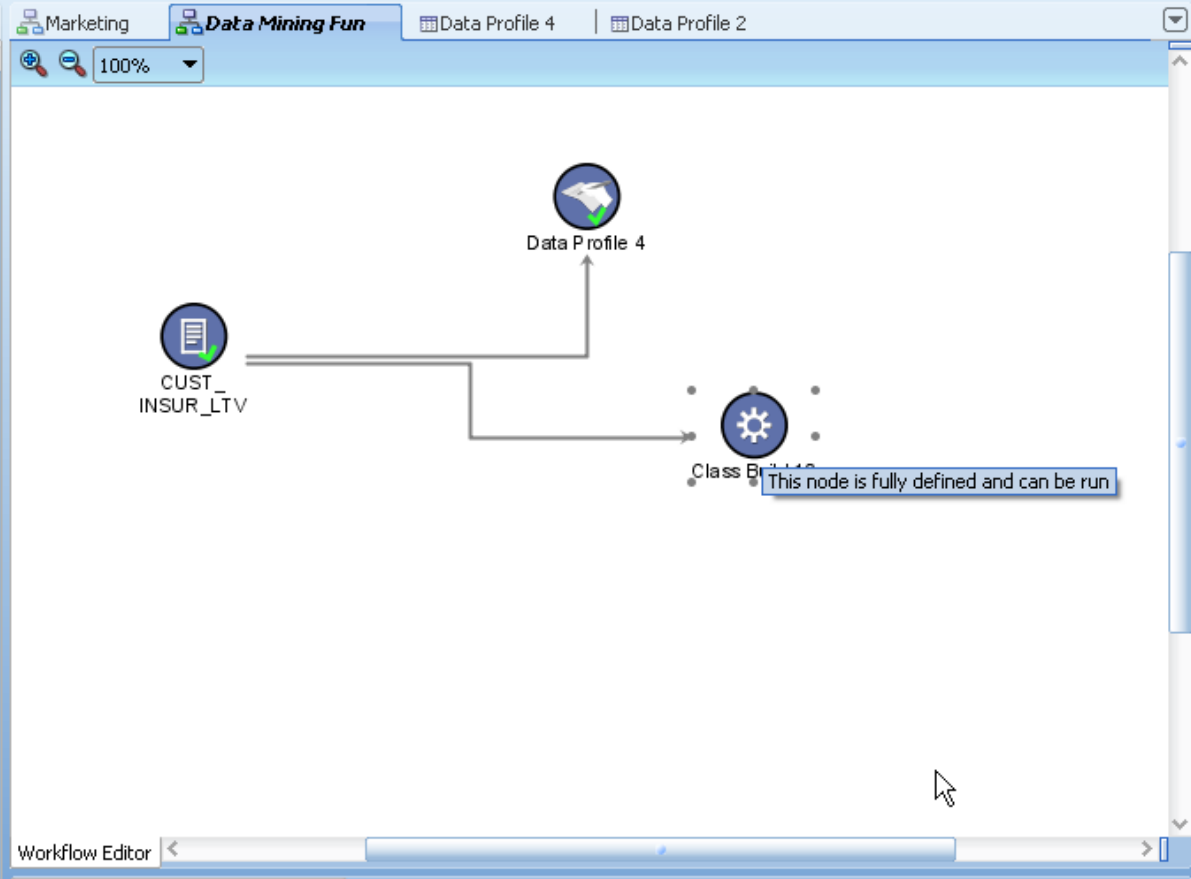 Marketing
Data Mining Fun
Data Profile 4
Data Profile 2
100%
Data Profile 4
CUST_
INSUR_LTV
Class
This node is fully defined and can be run
Workflow Editor